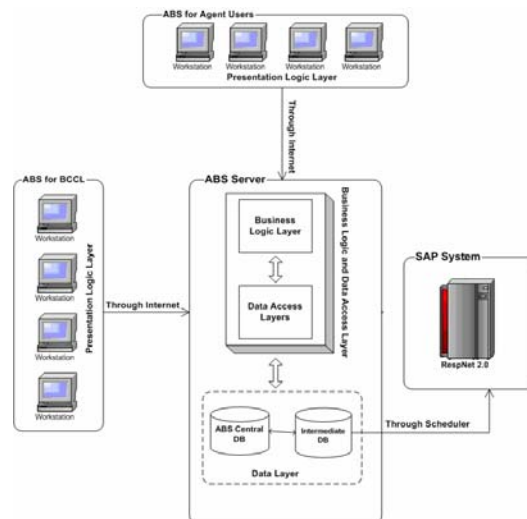 ABS for Agent Users
Workstation Workstation Workstation Workstation
Presentation Logic Layer
Through Internet
ABS for BCCL
Workstation
Workstation
Workstation
Workstation
Presentation Logic Layer
Through Internet
ABS Server
Business
Logic Layer
Data Access
Layers
Business Logic and Data Access Layer
ABS Central
DB
Intermediate
DB
Data Layer
Through Scheduler
SAP System
RespNet 2.0